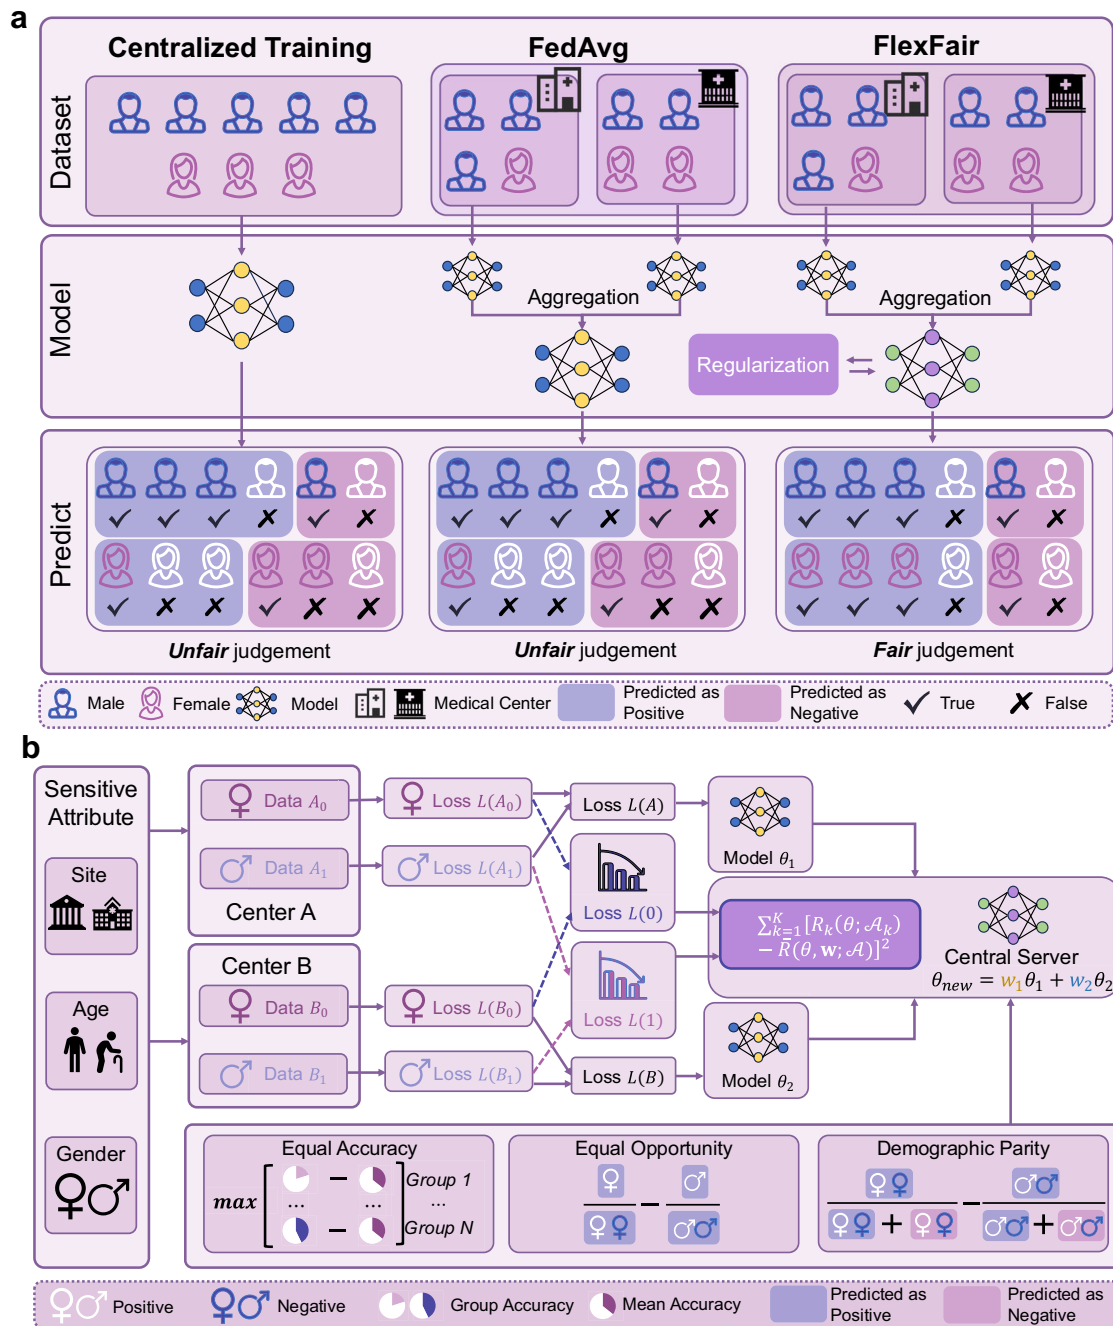 a
Centralized Training
FedAvg
FlexFair
Dataset
Model
Aggregation
Aggregation
Regularization
Predict
Unfair judgement
Unfair judgement
Fair judgement
Male
Female
Model
Medical Center
Predicted as
Positive
Predicted as
Negative
True
False
b
Sensitive
Attribute
Site
Age
Gender
Data A₀
Data A₁
Center A
Center B
Data B₀
Data B₁
Loss L(A₀)
Loss L(A₁)
Loss L(B₀)
Loss L(B₁)
Loss L(A)
Loss L(0)
Loss L(1)
Loss L(B)
Model θ₁
Model θ₂
∑ₖ₌₁ᴷ[Rₖ(θ; 𝒜ₖ)
− R̄(θ, w; 𝒜)]²
Central Server
θₙₑw = w₁θ₁ + w₂θ₂
Equal Accuracy
max
−
Group 1
... ... ...
−
Group N
Equal Opportunity
♀ − ♂
♀♀ ♂♂
Demographic Parity
♀♀ − ♂♂
♀♀ + ♀♀ ♂♂ + ♂♂
♀♂ Positive
♀♂ Negative
Group Accuracy
Mean Accuracy
Predicted as
Positive
Predicted as
Negative